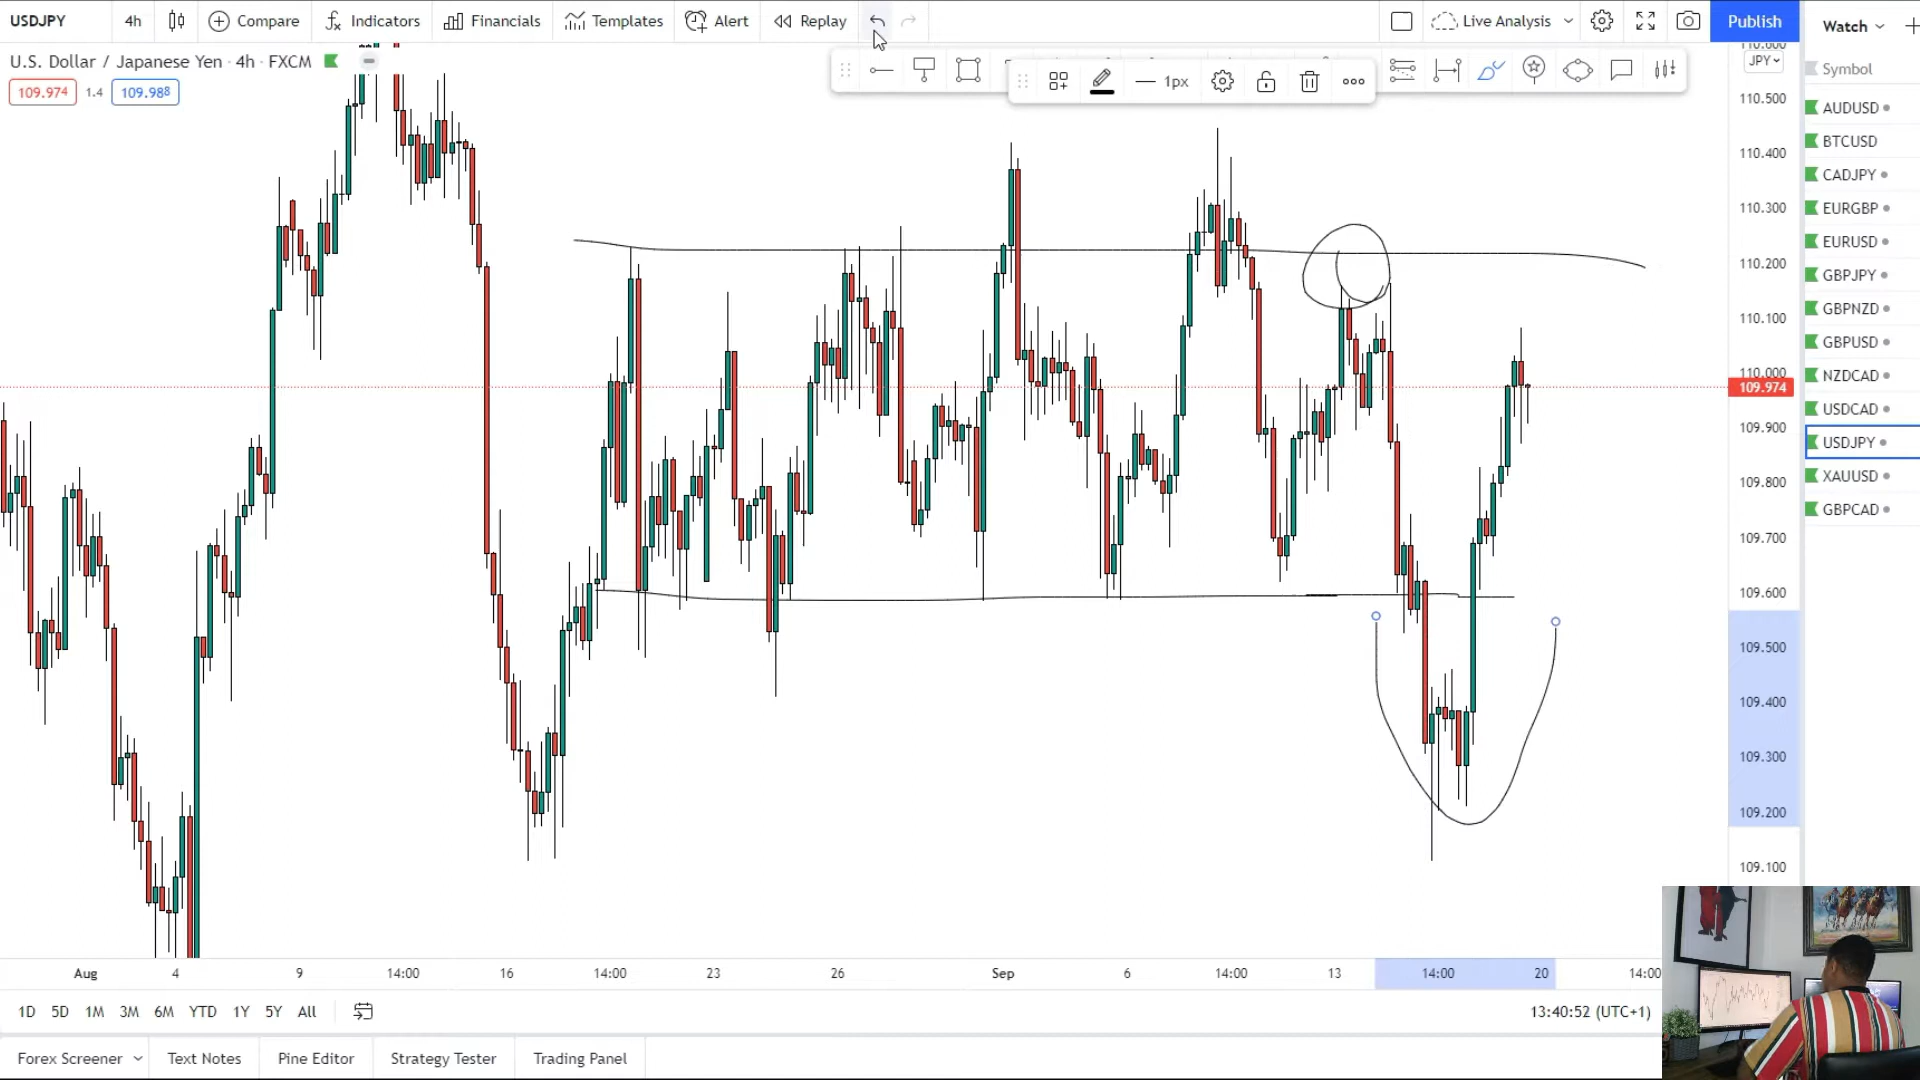 USDJPY 4h Compare Indicators Financials Templates Alert Replay Live Analysis Publish Watch
U.S. Dollar / Japanese Yen · 4h · FXCM
109.974 1.4 109.988
1px
JPY
110.600
110.500
110.400
110.300
110.200
110.100
110.000
109.974
109.900
109.800
109.700
109.600
109.500
109.400
109.300
109.200
109.100
Symbol
AUDUSD
BTCUSD
CADJPY
EURGBP
EURUSD
GBPJPY
GBPNZD
GBPUSD
NZDCAD
USDCAD
USDJPY
XAUUSD
GBPCAD
Aug 4 9 14:00 16 14:00 23 26 Sep 6 14:00 13 14:00 20 14:00
1D 5D 1M 3M 6M YTD 1Y 5Y All 13:40:52 (UTC+1)
Forex Screener Text Notes Pine Editor Strategy Tester Trading Panel